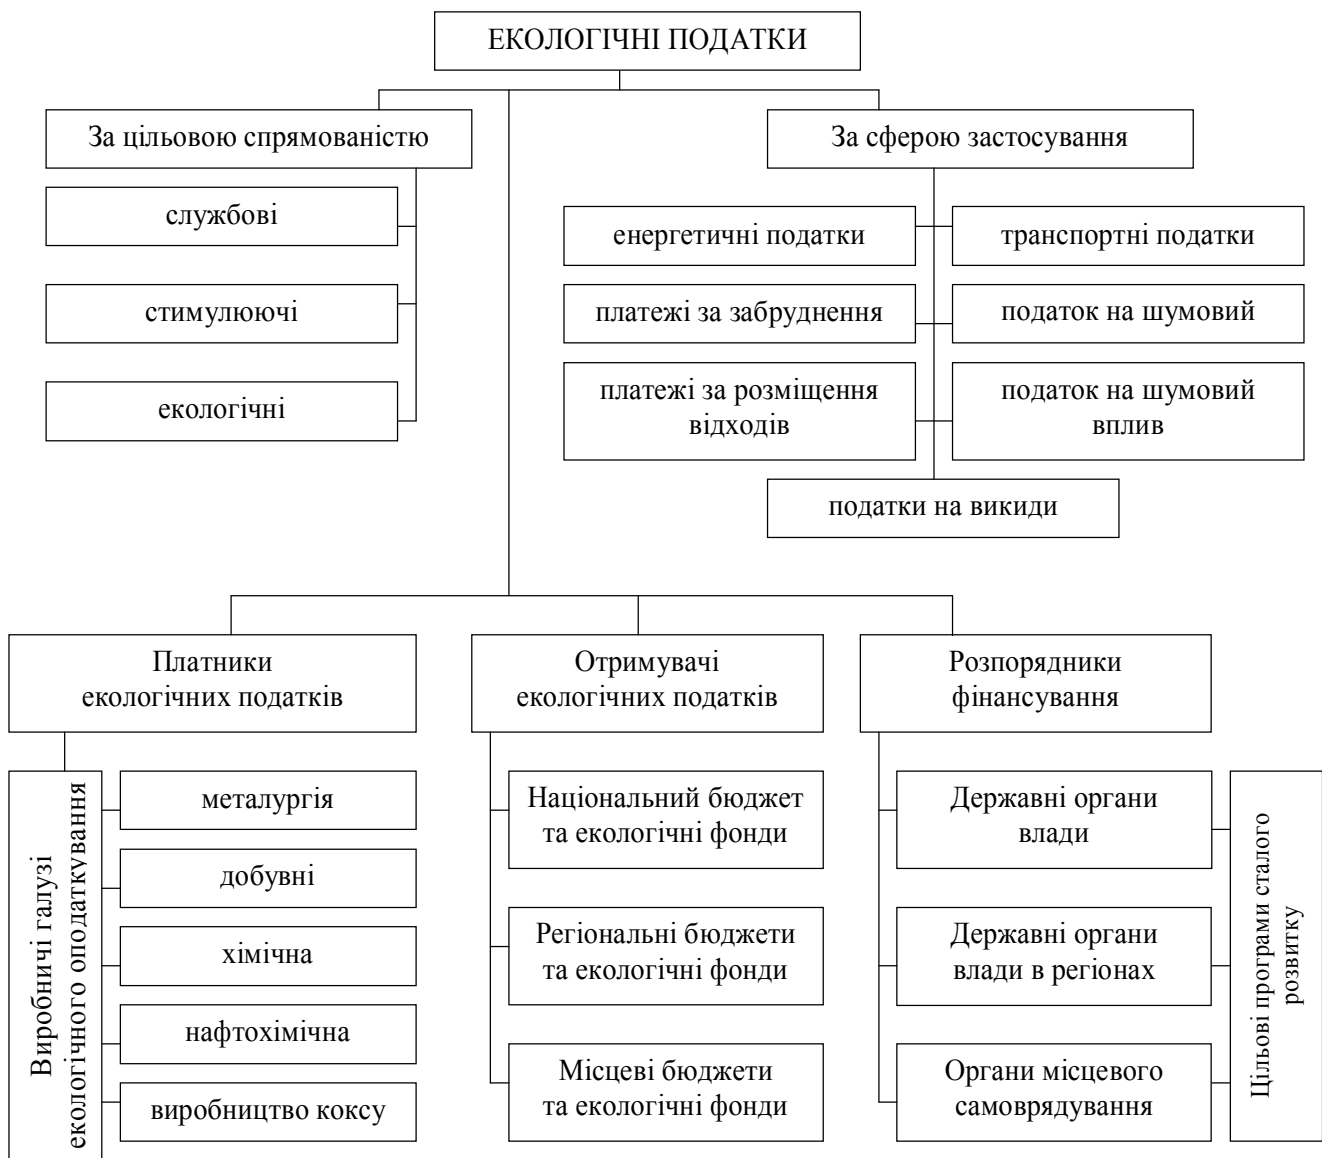 ЕКОЛОГІЧНІ ПОДАТКИ
За цільовою спрямованістю
За сферою застосування
службові
стимулюючі
екологічні
енергетичні податки
транспортні податки
платежі за забруднення
податок на шумовий
платежі за розміщення
відходів
податок на шумовий
вплив
податки на викиди
Платники
екологічних податків
Отримувачі
екологічних податків
Розпорядники
фінансування
Виробничі галузі
екологічного оподаткування
металургія
добувні
хімічна
нафтохімічна
виробництво коксу
Національний бюджет
та екологічні фонди
Регіональні бюджети
та екологічні фонди
Місцеві бюджети
та екологічні фонди
Державні органи
влади
Державні органи
влади в регіонах
Органи місцевого
самоврядування
Цільові програми сталого
розвитку